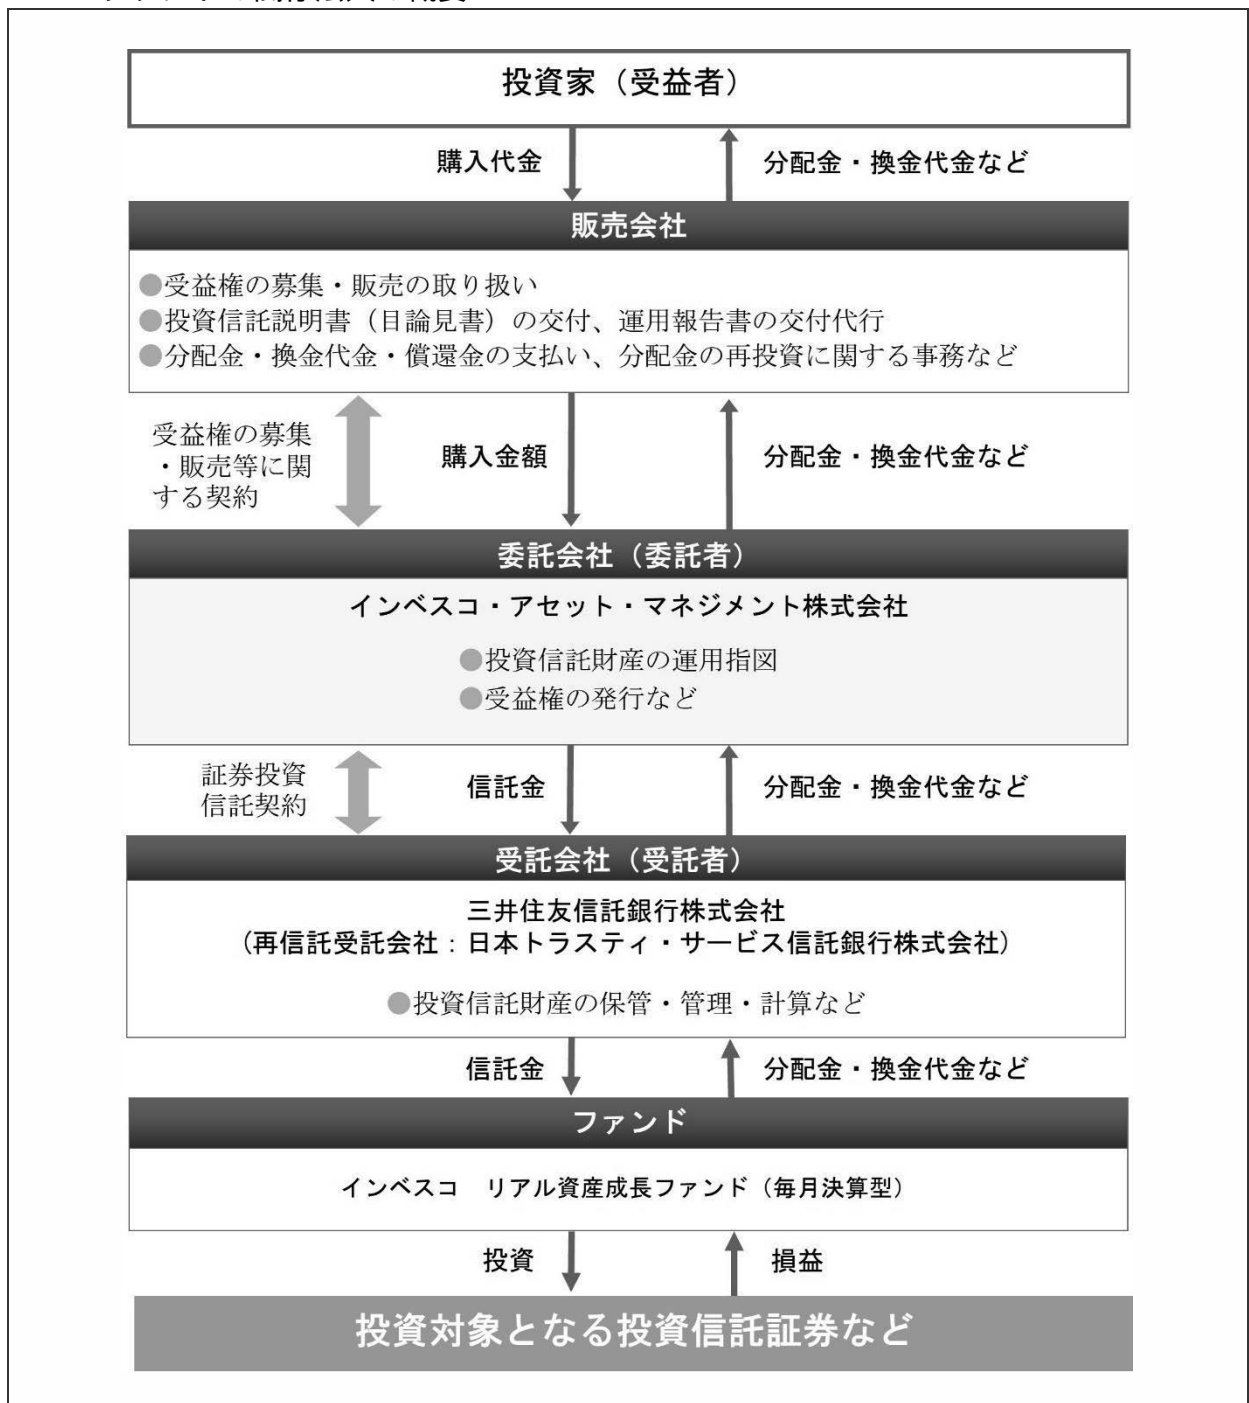 投資家（受益者）
購入代金
分配金・換金代金など
販売会社
●受益権の募集・販売の取り扱い
●投資信託説明書（目論見書）の交付、運用報告書の交付代行
●分配金・換金代金・償還金の支払い、分配金の再投資に関する事務など
受益権の募集
・販売等に関
する契約
購入金額
分配金・換金代金など
委託会社（委託者）
インベスコ・アセット・マネジメント株式会社
●投資信託財産の運用指図
●受益権の発行など
証券投資
信託契約
信託金
分配金・換金代金など
受託会社（受託者）
三井住友信託銀行株式会社
（再信託受託会社：日本トラスティ・サービス信託銀行株式会社）
●投資信託財産の保管・管理・計算など
信託金
分配金・換金代金など
ファンド
インベスコ　リアル資産成長ファンド（毎月決算型）
投資
損益
投資対象となる投資信託証券など